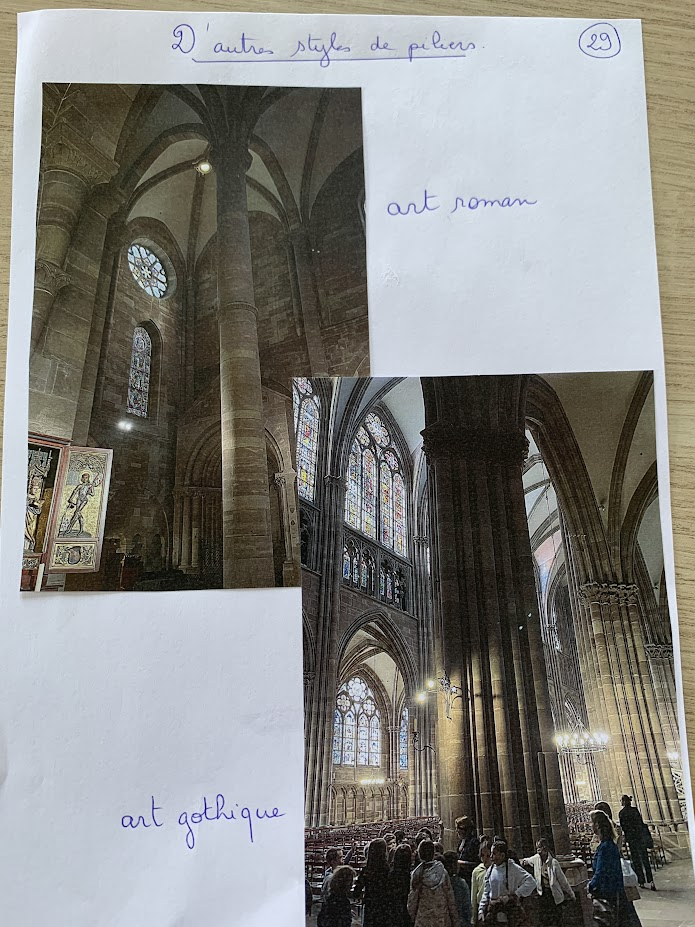 D'autres styles de piliers.
29
art roman
art gothique